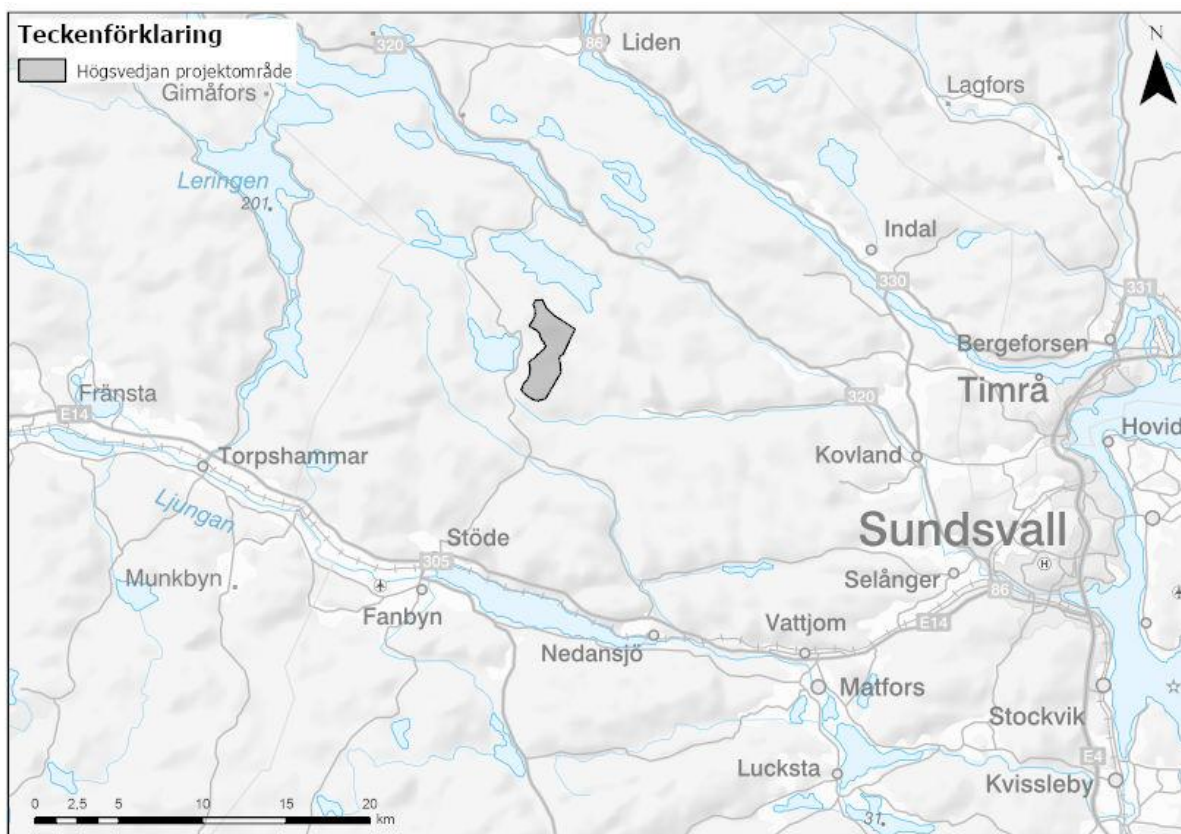 Teckenförklaring
Högsvedjan projektområde
320
86
Liden
N
Gimåfors
Lagfors
Leringen
201
Indal
330
331
Bergeforsen
Timrå
Fränsta
E14
320
Hovid
Torpshammar
Kovland
Ljungan
Sundsvall
Stöde
305
H
Munkbyn
Selånger
86
Fanbyn
E14
Vattjom
Nedansjö
Matfors
Stockvik
E4
Lucksta
Kvissleby
31
0 2,5 5 10 15 20
km